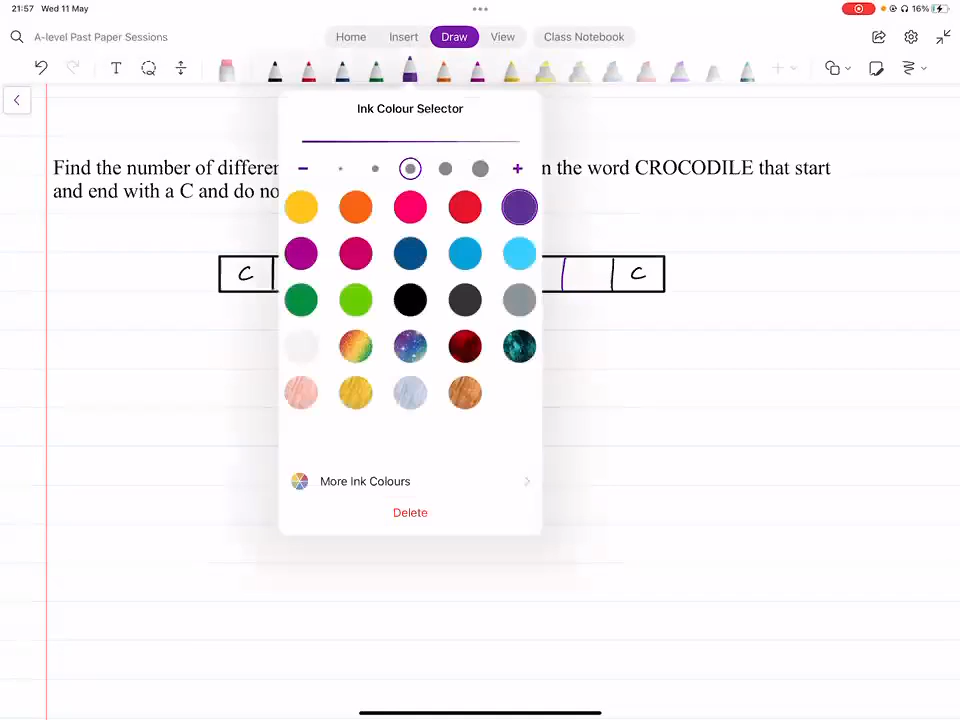 21:57 Wed 11 May
16%
A-level Past Paper Sessions
Home Insert Draw View Class Notebook
T
Ink Colour Selector
Find the number of differen
n the word CROCODILE that start
and end with a C and do no
C
C
More Ink Colours
Delete